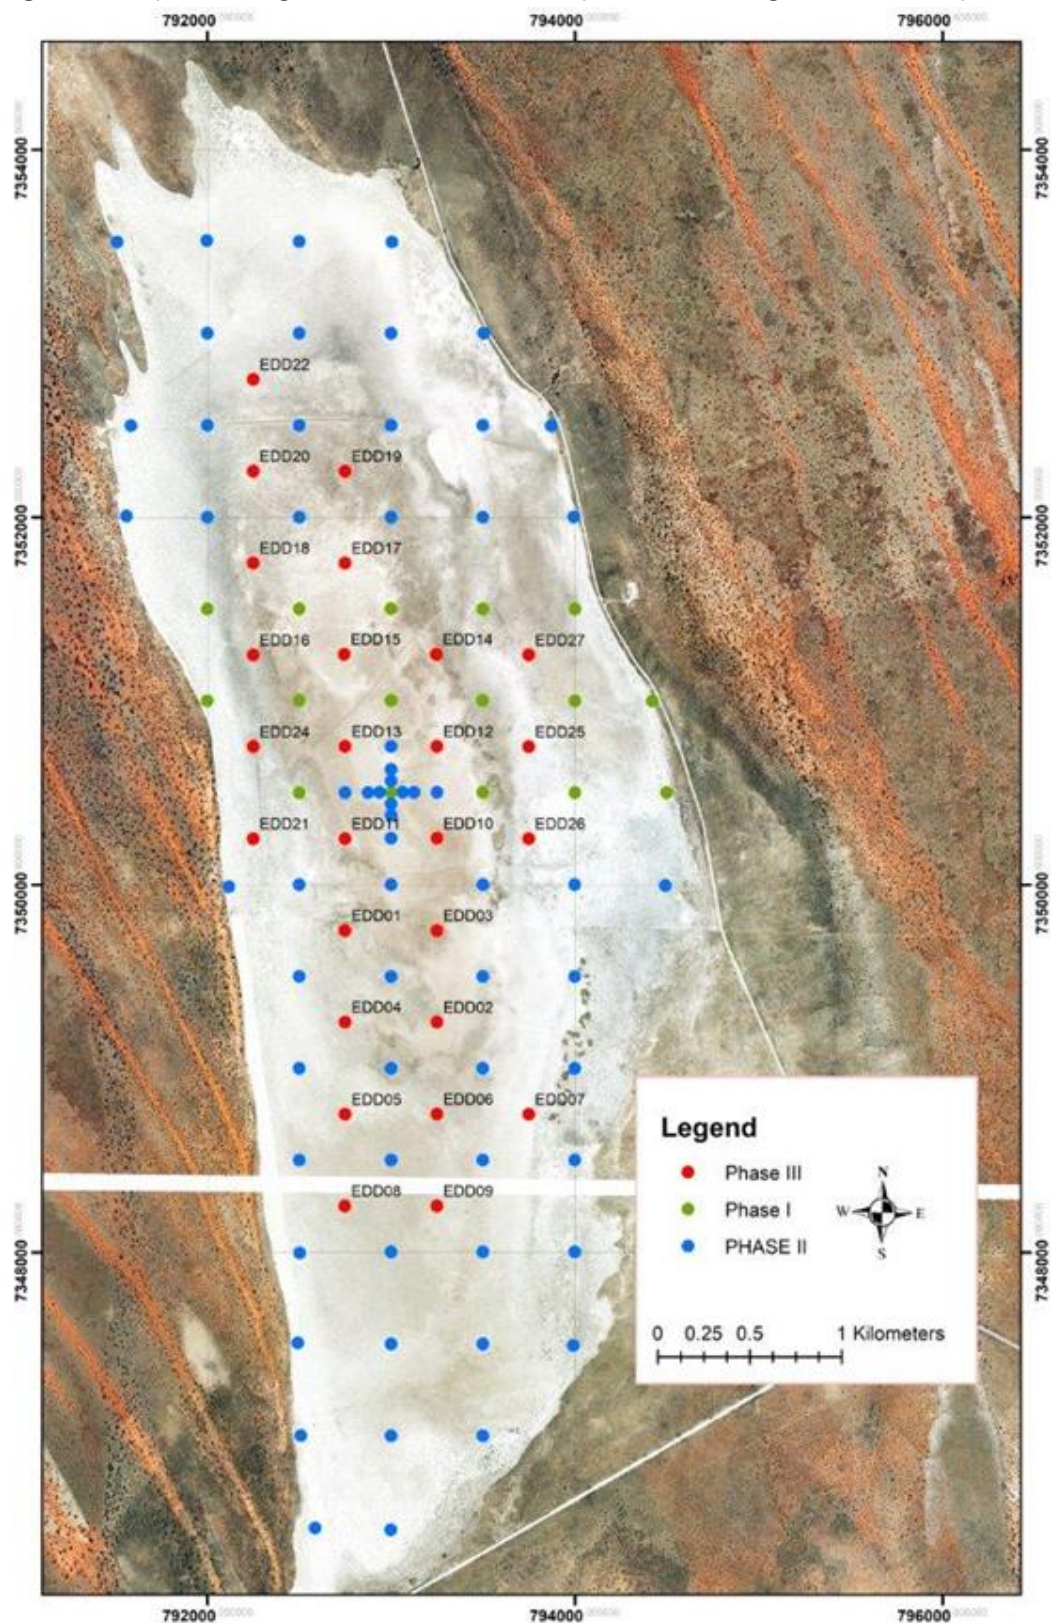 792000 794000 796000
7354000 7354000
EDD22
EDD20 EDD19
7352000 7352000
EDD18 EDD17
EDD16 EDD15 EDD14 EDD27
EDD24 EDD13 EDD12 EDD25
EDD21 EDD11 EDD10 EDD26
7350000 7350000
EDD01 EDD03
EDD04 EDD02
EDD05 EDD06 EDD07
Legend
Phase III
Phase I
PHASE II
N
W E
S
EDD08 EDD09
7348000 7348000
0 0.25 0.5 1 Kilometers
792000 794000 796000